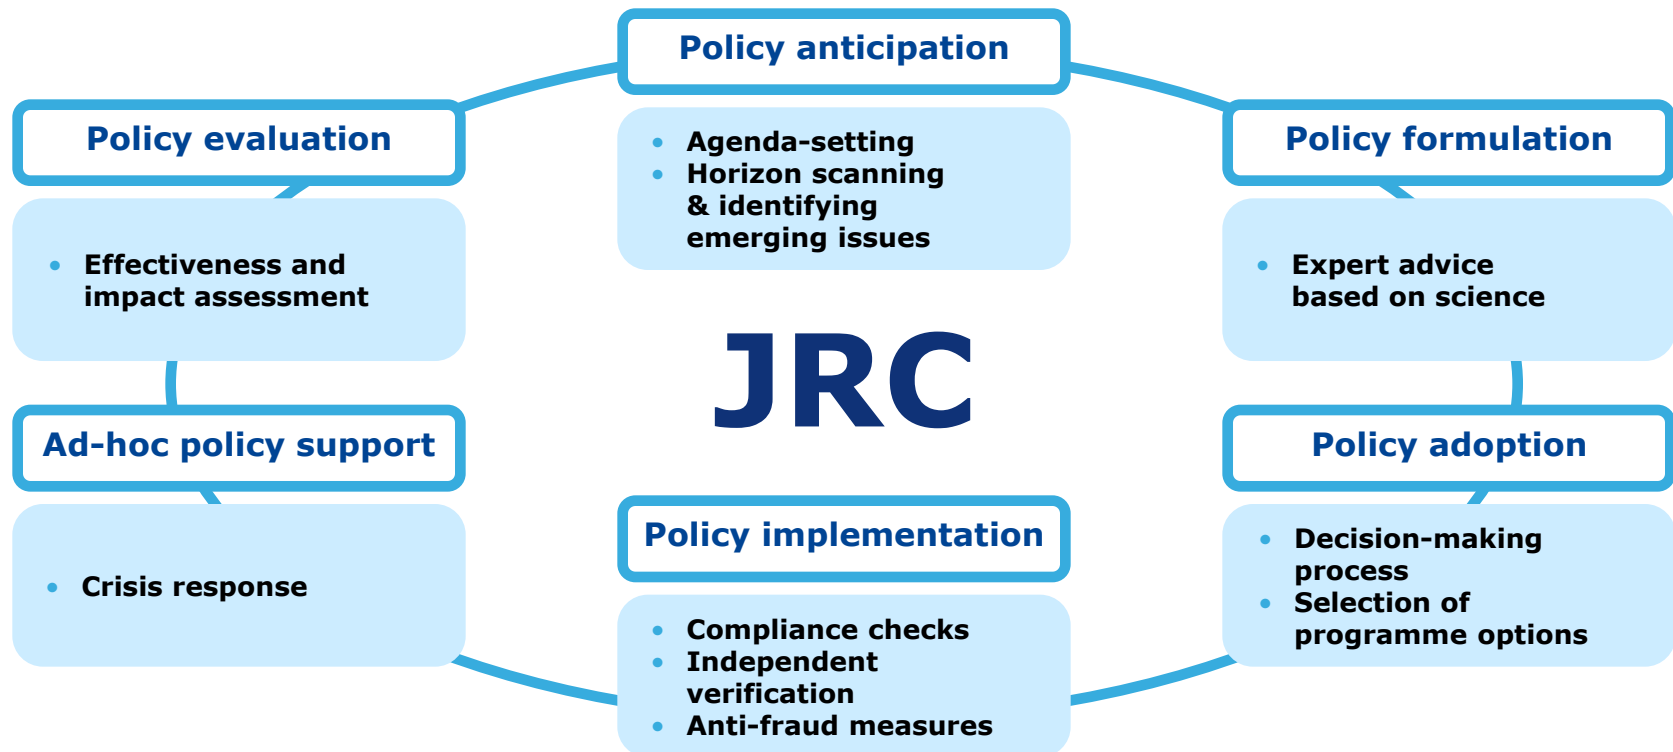 Policy anticipation
• Agenda-setting
• Horizon scanning
& identifying
emerging issues
Policy evaluation
• Effectiveness and
impact assessment
Policy formulation
• Expert advice
based on science
JRC
Ad-hoc policy support
• Crisis response
Policy implementation
• Compliance checks
• Independent
verification
• Anti-fraud measures
Policy adoption
• Decision-making
process
• Selection of
programme options